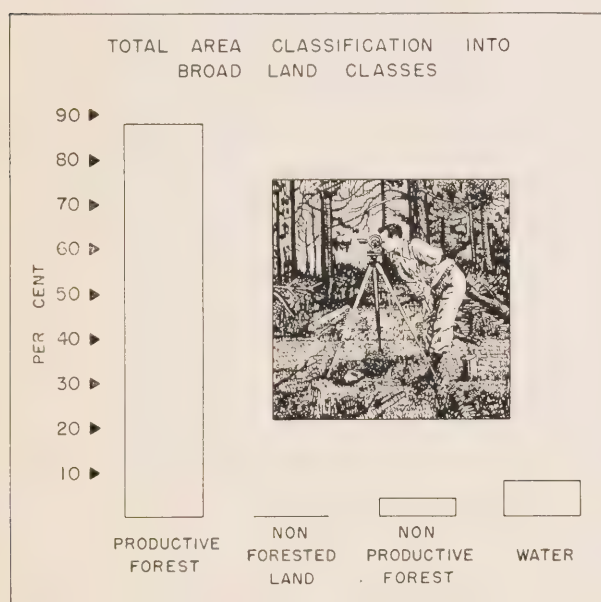 TOTAL AREA CLASSIFICATION INTO
BROAD LAND CLASSES
90
80
70
60
50
40
30
20
10
PER CENT
PRODUCTIVE
FOREST
NON
FORESTED
LAND
NON
PRODUCTIVE
FOREST
WATER